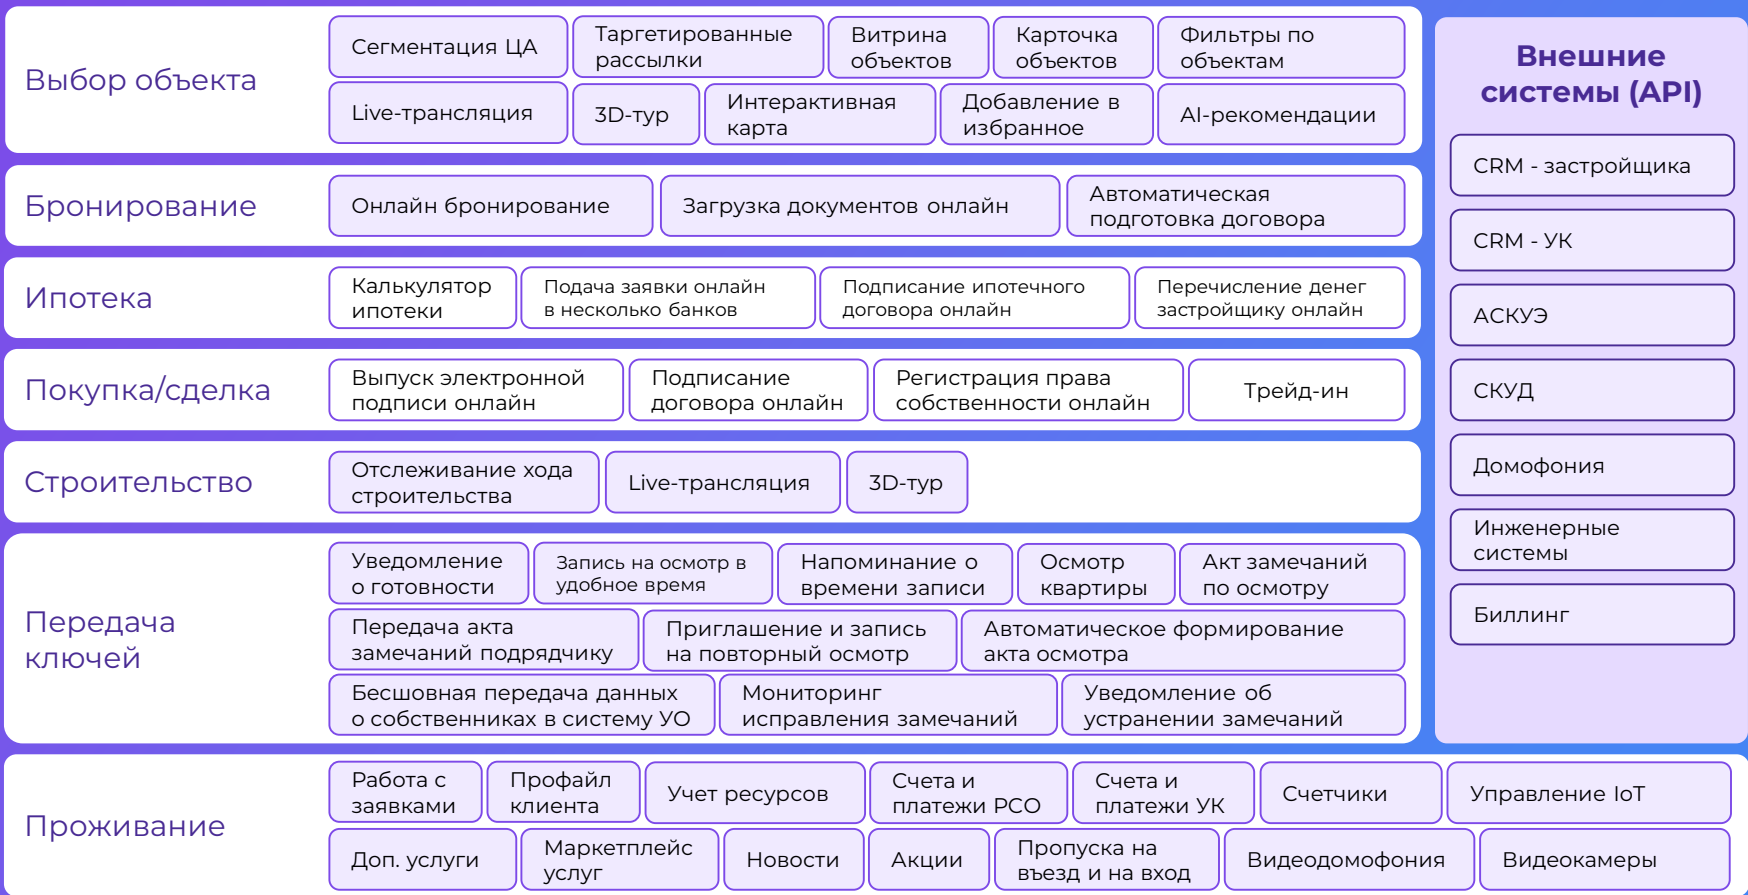 Выбор объекта
Сегментация ЦА
Таргетированные
рассылки
Витрина
объектов
Карточка
объектов
Фильтры по
объектам
Live-трансляция
3D-тур
Интерактивная
карта
Добавление в
избранное
AI-рекомендации
Бронирование
Онлайн бронирование
Загрузка документов онлайн
Автоматическая
подготовка договора
Ипотека
Калькулятор
ипотеки
Подача заявки онлайн
в несколько банков
Подписание ипотечного
договора онлайн
Перечисление денег
застройщику онлайн
Покупка/сделка
Выпуск электронной
подписи онлайн
Подписание
договора онлайн
Регистрация права
собственности онлайн
Трейд-ин
Строительство
Отслеживание хода
строительства
Live-трансляция
3D-тур
Передача
ключей
Уведомление
о готовности
Запись на осмотр в
удобное время
Напоминание о
времени записи
Осмотр
квартиры
Акт замечаний
по осмотру
Передача акта
замечаний подрядчику
Приглашение и запись
на повторный осмотр
Автоматическое формирование
акта осмотра
Бесшовная передача данных
о собственниках в систему УО
Мониторинг
исправления замечаний
Уведомление об
устранении замечаний
Внешние
системы (API)
CRM - застройщика
CRM - УК
АСКУЭ
СКУД
Домофония
Инженерные
системы
Биллинг
Проживание
Работа с
заявками
Профайл
клиента
Учет ресурсов
Счета и
платежи РСО
Счета и
платежи УК
Счетчики
Управление IoT
Доп. услуги
Маркетплейс
услуг
Новости
Акции
Пропуска на
въезд и на вход
Видеодомофония
Видеокамеры